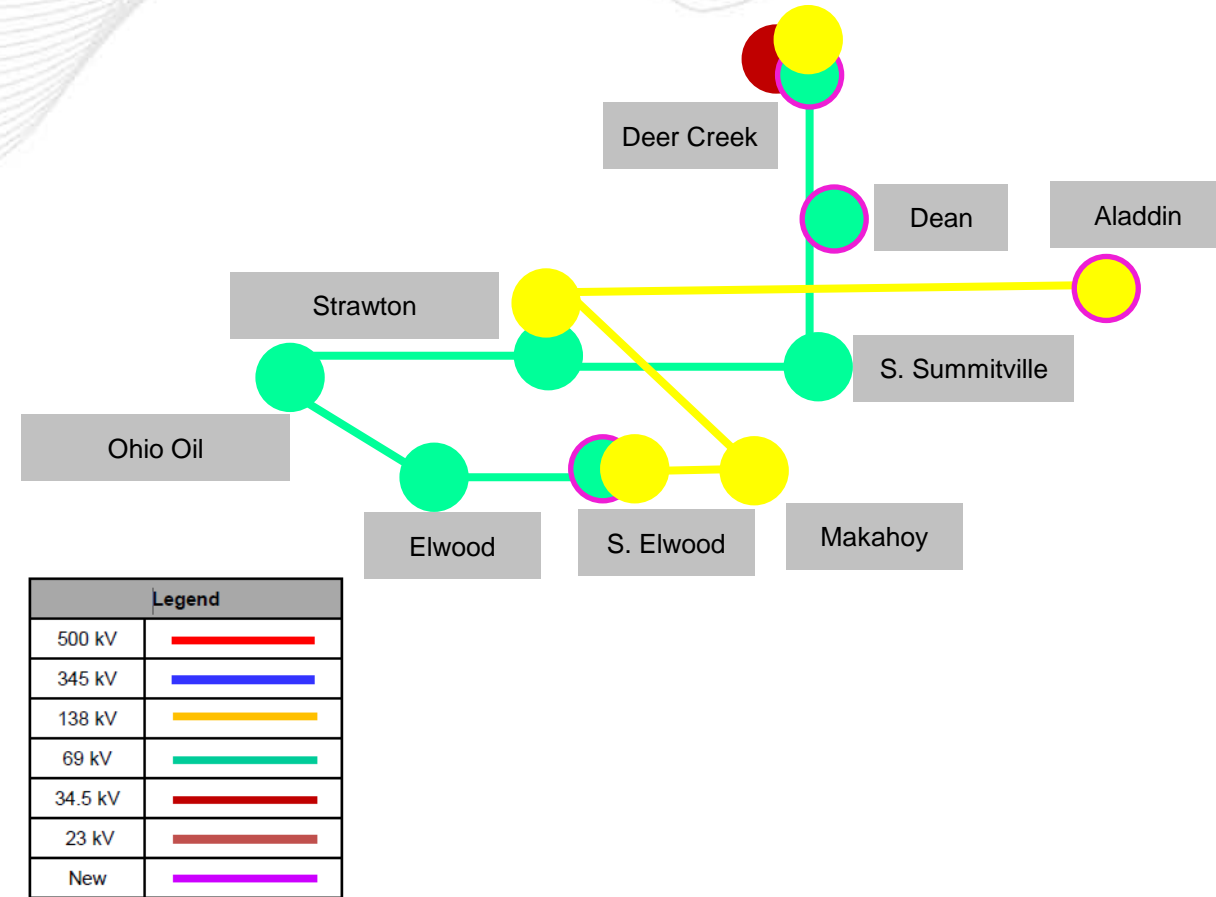 Deer Creek
Dean
Aladdin
Strawton
S. Summitville
Ohio Oil
Elwood
S. Elwood
Makahoy
Legend
500 kV
345 kV
138 kV
69 kV
34.5 kV
23 kV
New